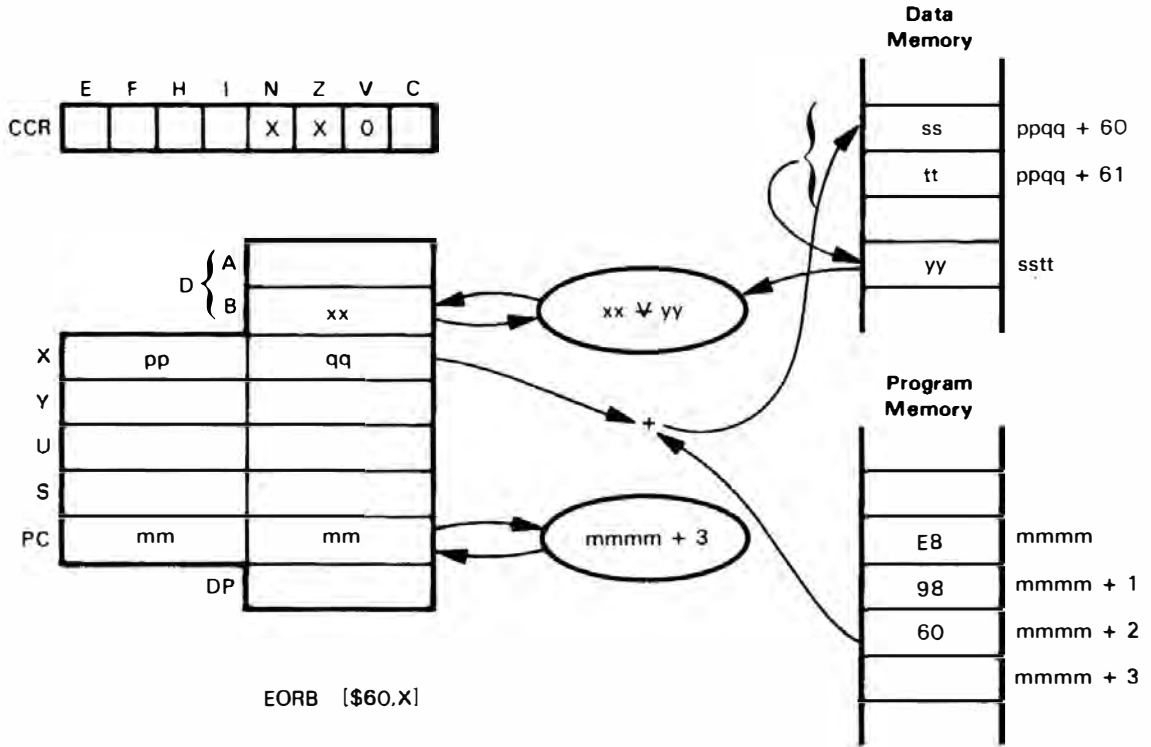 Data
Memory
E F H I N Z V C
CCR X X 0
ss ppqq + 60
tt ppqq + 61
yy sstt
D { A
B xx
xx ⊻ yy
X pp qq
Y
U
S
PC mm mm
DP
+
mmmm + 3
Program
Memory
E8 mmmm
98 mmmm + 1
60 mmmm + 2
mmmm + 3
EORB [$60,X]